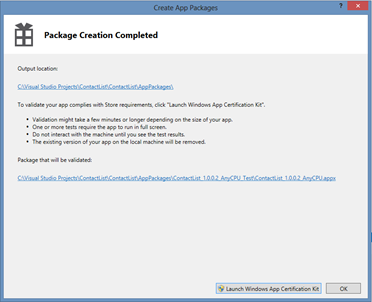 Create App Packages
?
Package Creation Completed
Output location:
C:\Visual Studio Projects\ContactList\ContactList\AppPackages\
To validate your app complies with Store requirements, click "Launch Windows App Certification Kit".
• Validation might take a few minutes or longer depending on the size of your app.
• One or more tests require the app to run in full screen.
• Do not interact with the machine until you see the test results.
• The existing version of your app on the local machine will be removed.
Package that will be validated:
C:\Visual Studio Projects\ContactList\ContactList\AppPackages\ContactList_1.0.0.2_AnyCPU_Test\ContactList_1.0.0.2_AnyCPU.appx
Launch Windows App Certification Kit
OK